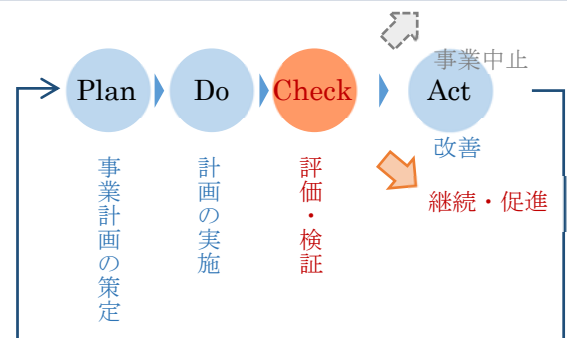 事業中止
Plan
Do
Check
Act
改善
継続・促進
事業計画の策定
計画の実施
評価・検証